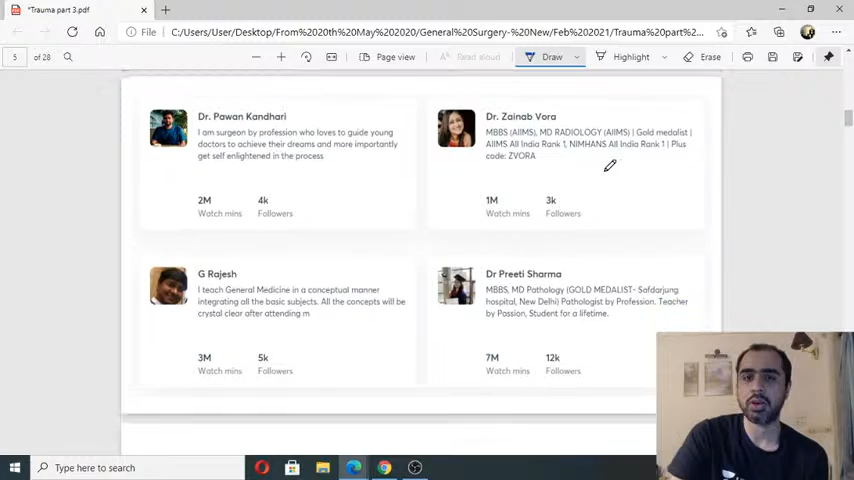 *Trauma part 3.pdf
File
C:/Users/User/Desktop/From%2020th%20May%202020/General%20Surgery-%20New/Feb%202021/Trauma%20part%2...
5 of 28
Page view
Read aloud
Draw
Highlight
Erase
Dr. Pawan Kandhari
I am surgeon by profession who loves to guide young
doctors to achieve their dreams and more importantly
get self enlightened in the process
2M 4k
Watch mins Followers
Dr. Zainab Vora
MBBS (AIIMS), MD RADIOLOGY (AIIMS) | Gold medalist |
AIIMS All India Rank 1, NIMHANS All India Rank 1 | Plus
code: ZVORA
1M 3k
Watch mins Followers
G Rajesh
I teach General Medicine in a conceptual manner
integrating all the basic subjects. All the concepts will be
crystal clear after attending m
3M 5k
Watch mins Followers
Dr Preeti Sharma
MBBS, MD Pathology (GOLD MEDALIST- Safdarjung
hospital, New Delhi) Pathologist by Profession. Teacher
by Passion, Student for a lifetime.
7M 12k
Watch mins Followers
Type here to search